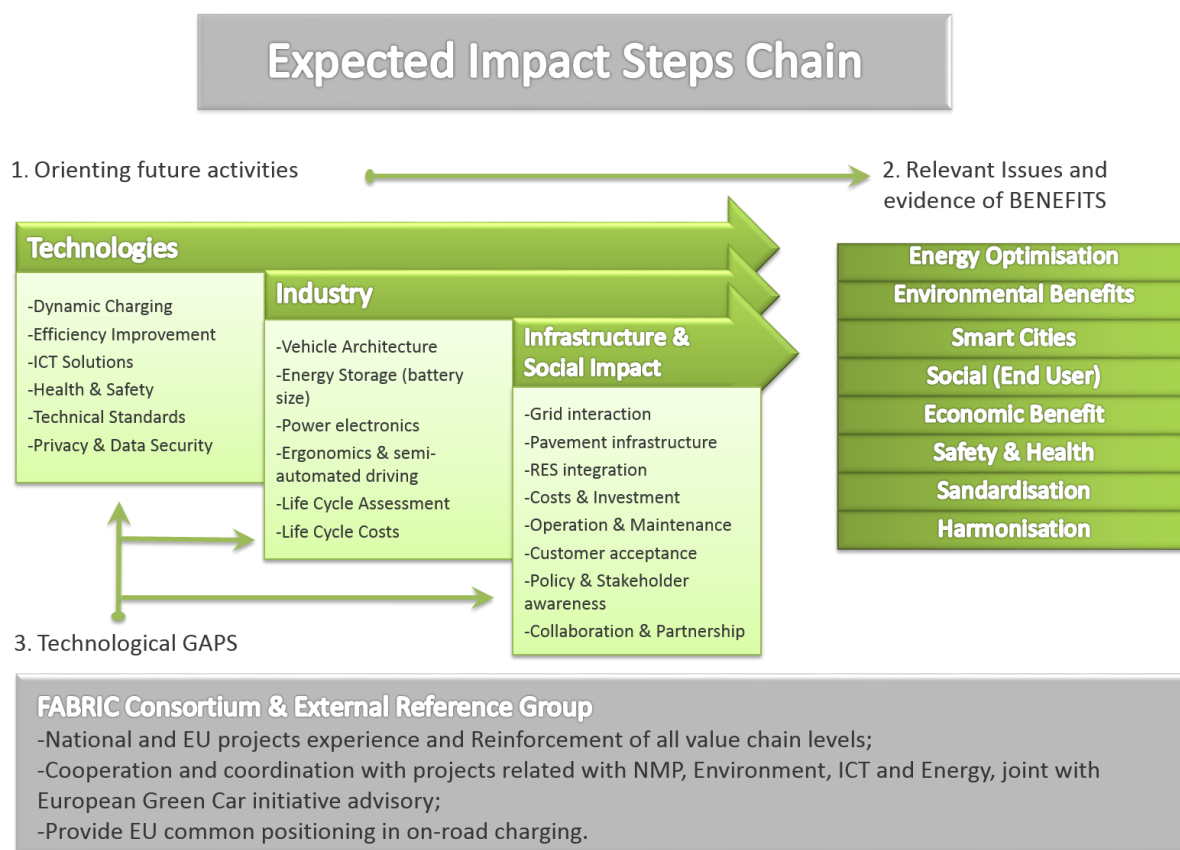 Expected Impact Steps Chain
1. Orienting future activities
2. Relevant Issues and
evidence of BENEFITS
Technologies
-Dynamic Charging
-Efficiency Improvement
-ICT Solutions
-Health & Safety
-Technical Standards
-Privacy & Data Security
Industry
-Vehicle Architecture
-Energy Storage (battery
size)
-Power electronics
-Ergonomics & semi-
automated driving
-Life Cycle Assessment
-Life Cycle Costs
Infrastructure &
Social Impact
-Grid interaction
-Pavement infrastructure
-RES integration
-Costs & Investment
-Operation & Maintenance
-Customer acceptance
-Policy & Stakeholder
awareness
-Collaboration & Partnership
Energy Optimisation
Environmental Benefits
Smart Cities
Social (End User)
Economic Benefit
Safety & Health
Sandardisation
Harmonisation
3. Technological GAPS
FABRIC Consortium & External Reference Group
-National and EU projects experience and Reinforcement of all value chain levels;
-Cooperation and coordination with projects related with NMP, Environment, ICT and Energy, joint with
European Green Car initiative advisory;
-Provide EU common positioning in on-road charging.